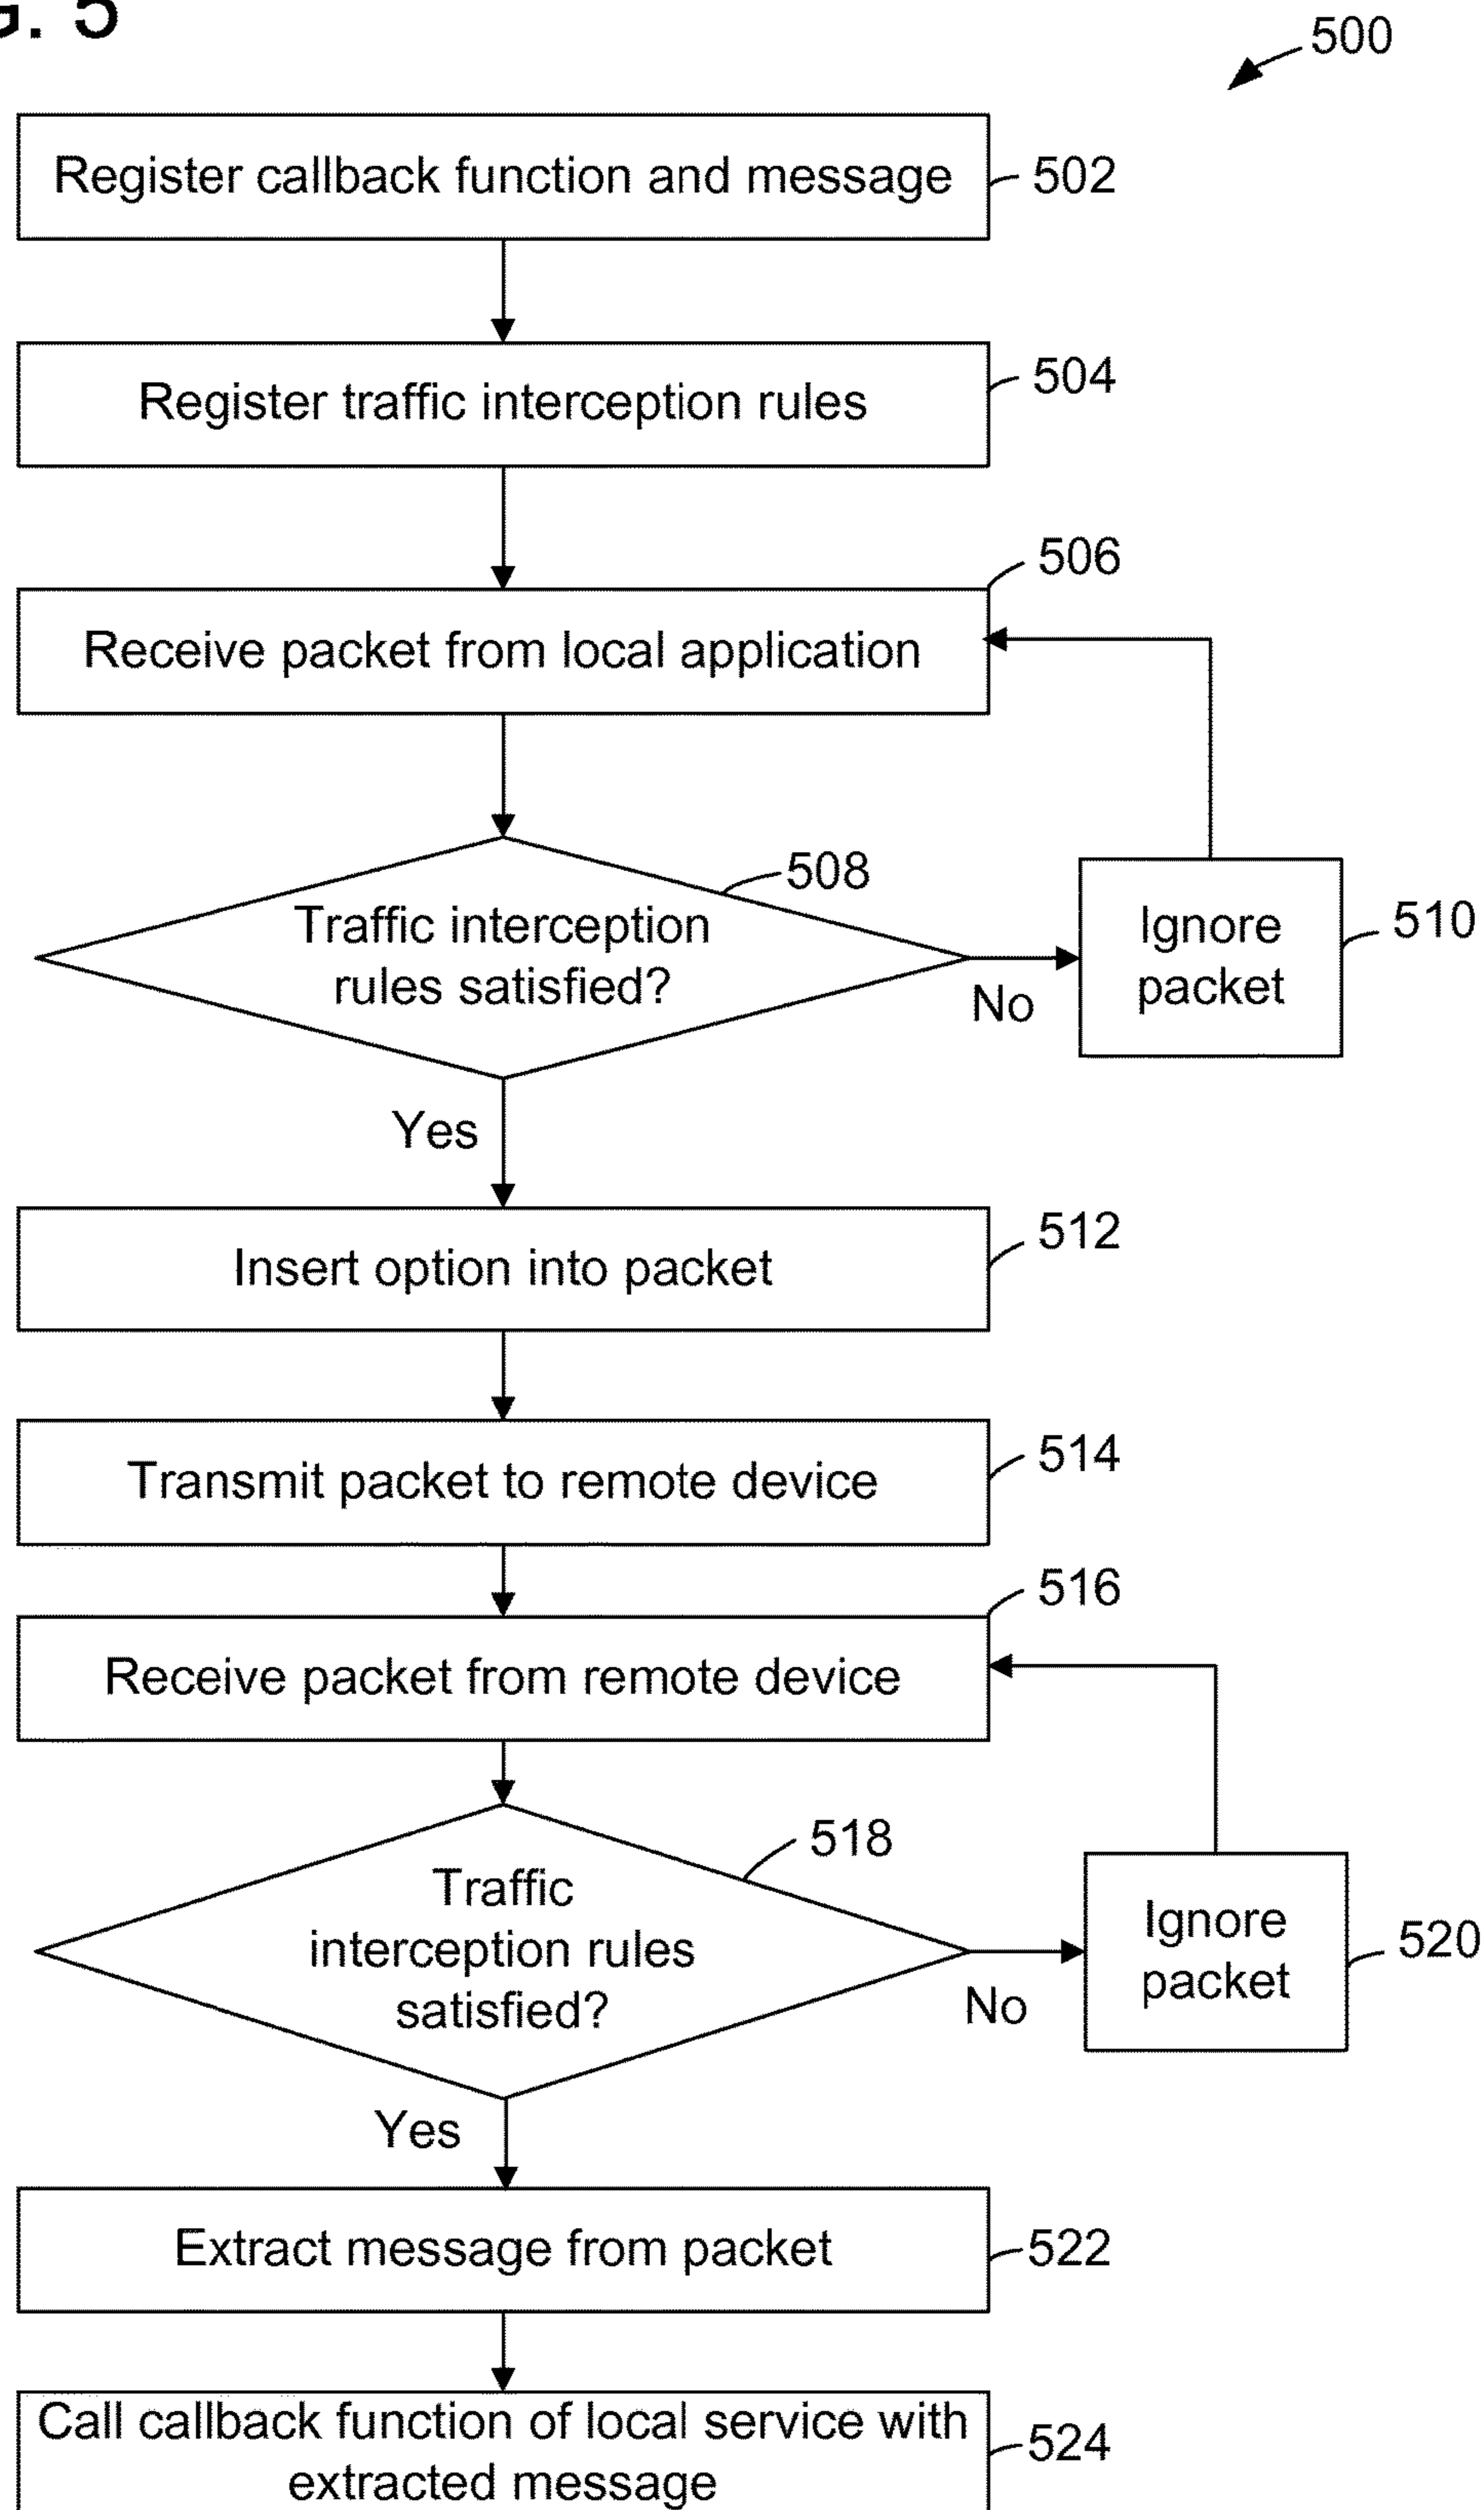 G. 5
500
Register callback function and message
502
Register traffic interception rules
504
506
Receive packet from local application
508
Traffic interception
rules satisfied?
No
Ignore
packet
510
Yes
Insert option into packet
512
Transmit packet to remote device
514
516
Receive packet from remote device
518
Traffic
interception rules
satisfied?
No
Ignore
packet
520
Yes
Extract message from packet
522
Call callback function of local service with
extracted message
524